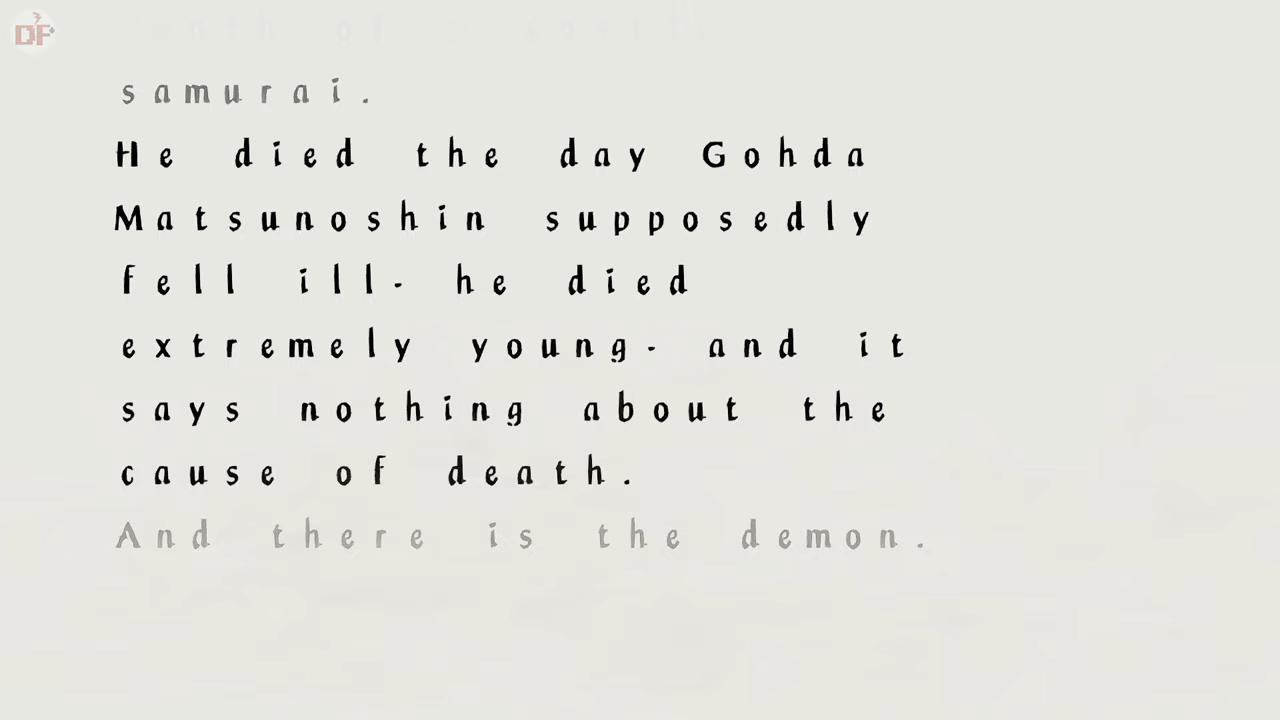 DF
samurai.
He died the day Gohda
Matsunoshin supposedly
fell ill. he died
extremely young. and it
says nothing about the
cause of death.
And there is the demon.